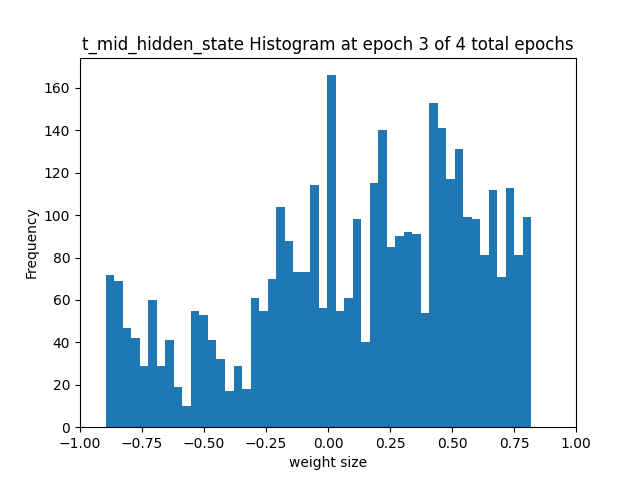 t_mid_hidden_state Histogram at epoch 3 of 4 total epochs
160
140
120
100
80
60
40
20
0
Frequency
−1.00 −0.75 −0.50 −0.25 0.00 0.25 0.50 0.75 1.00
weight size